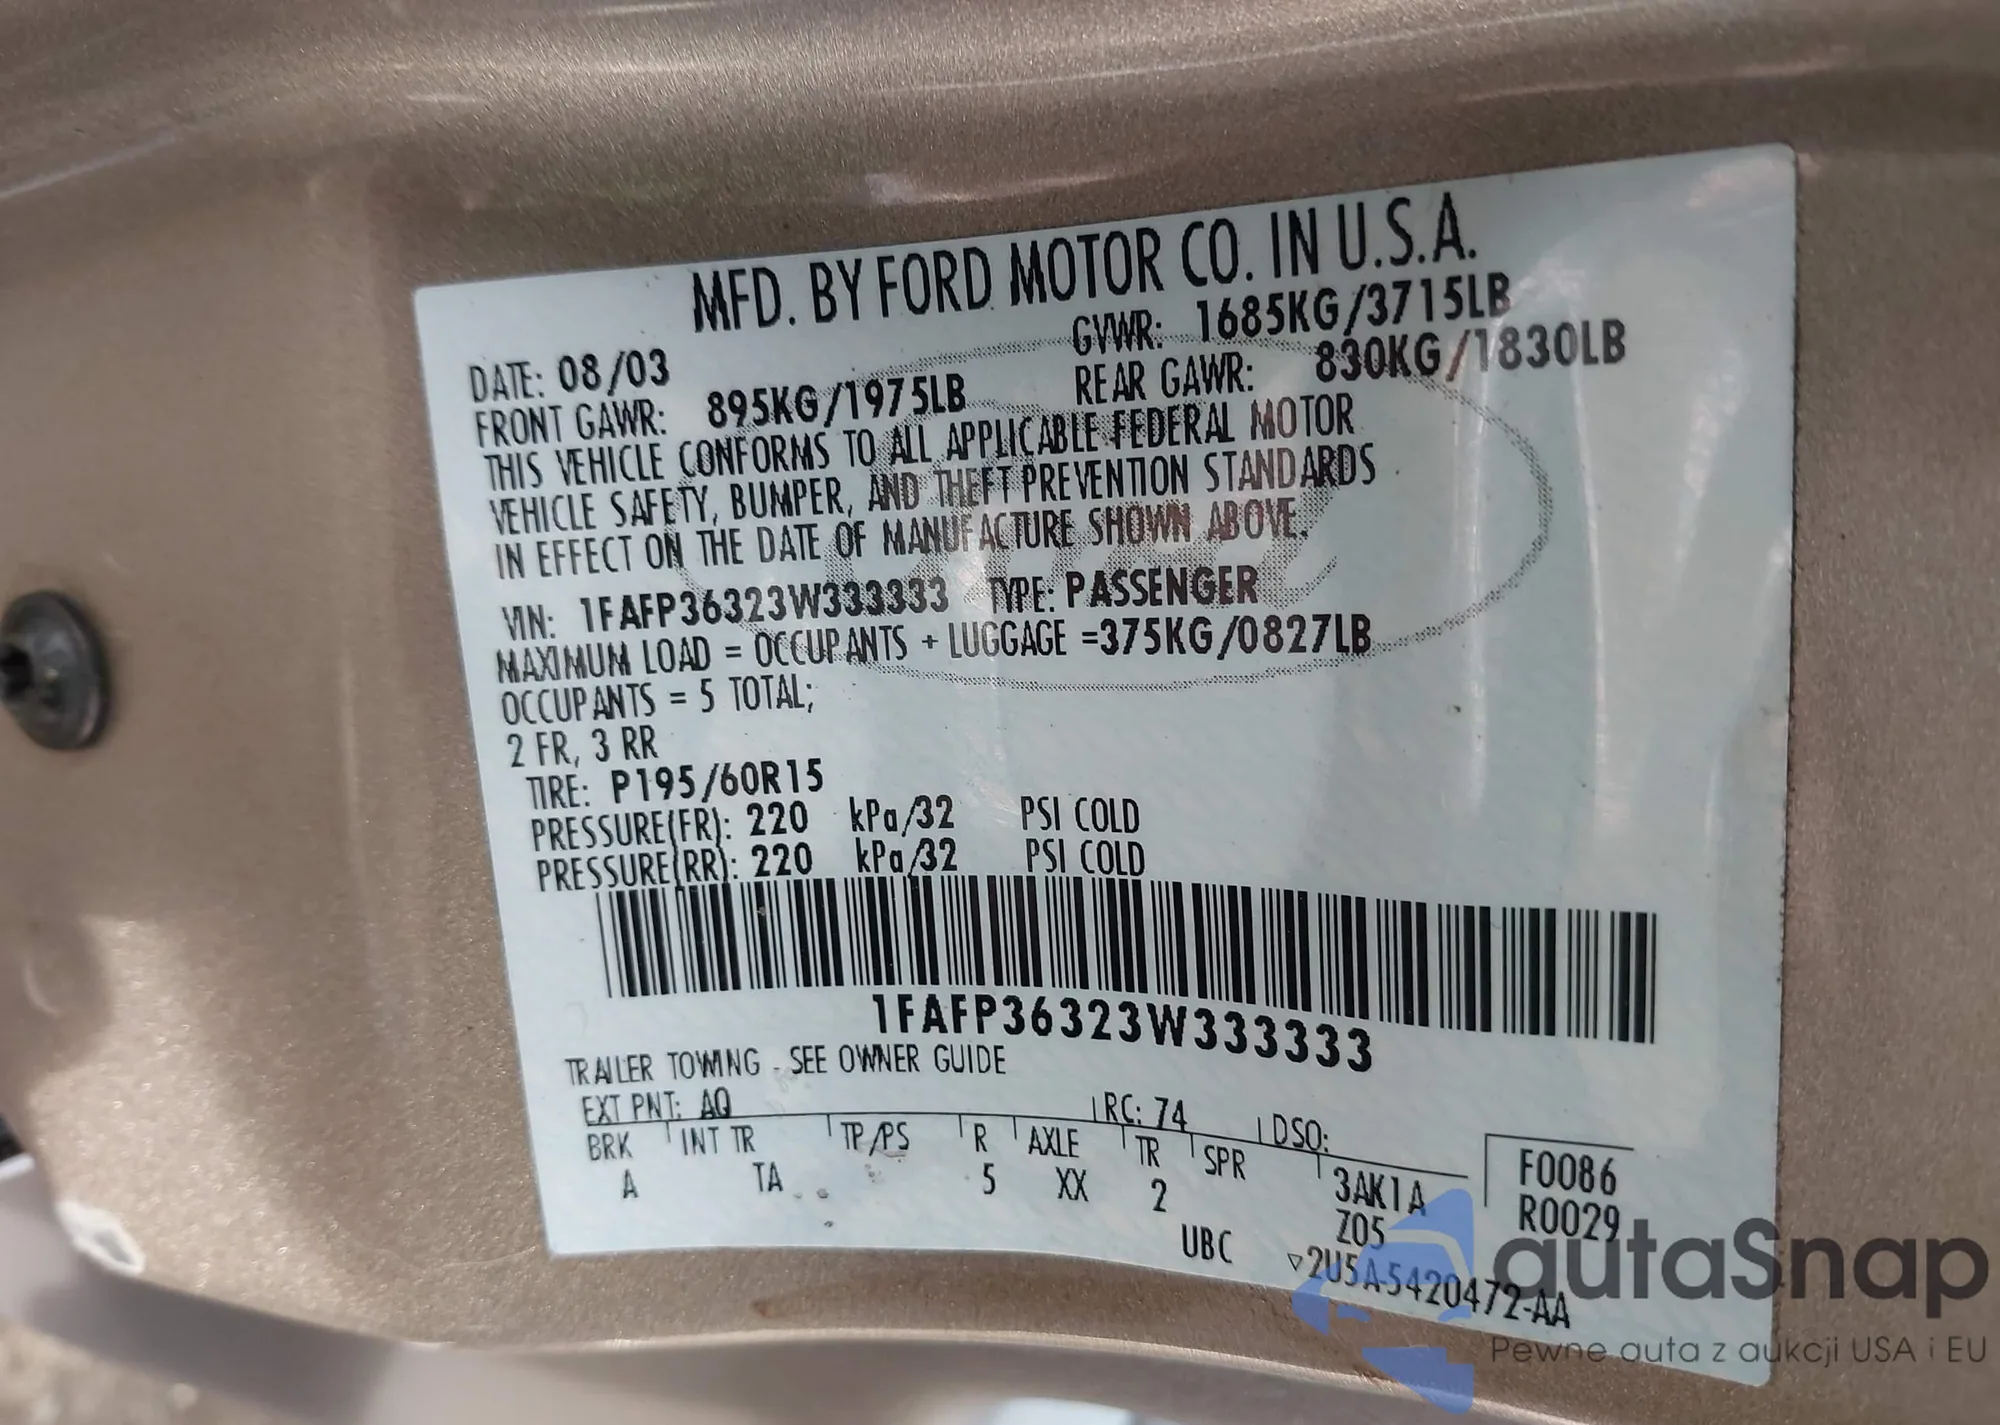 MFD. BY FORD MOTOR CO. IN U.S.A.
DATE: 08/03 GVWR: 1685KG/3715LB
FRONT GAWR: 895KG/1975LB REAR GAWR: 830KG/1830LB
THIS VEHICLE CONFORMS TO ALL APPLICABLE FEDERAL MOTOR
VEHICLE SAFETY, BUMPER, AND THEFT PREVENTION STANDARDS
IN EFFECT ON THE DATE OF MANUFACTURE SHOWN ABOVE.
VIN: 1FAFP36323W333333 TYPE: PASSENGER
MAXIMUM LOAD = OCCUPANTS + LUGGAGE =375KG/0827LB
OCCUPANTS = 5 TOTAL;
2 FR, 3 RR
TIRE: P195/60R15
PRESSURE(FR): 220 kPa/32 PSI COLD
PRESSURE(RR): 220 kPa/32 PSI COLD
1FAFP36323W333333
TRAILER TOWING - SEE OWNER GUIDE
EXT PNT: AQ RC: 74 DSO:
BRK INT TR TP/PS R AXLE TR SPR F0086
A TA 5 XX 2 3AK1A R0029
Z05
UBC ▿2U5A-5420472-AA
autaSnap
Pewne auta z aukcji USA i EU